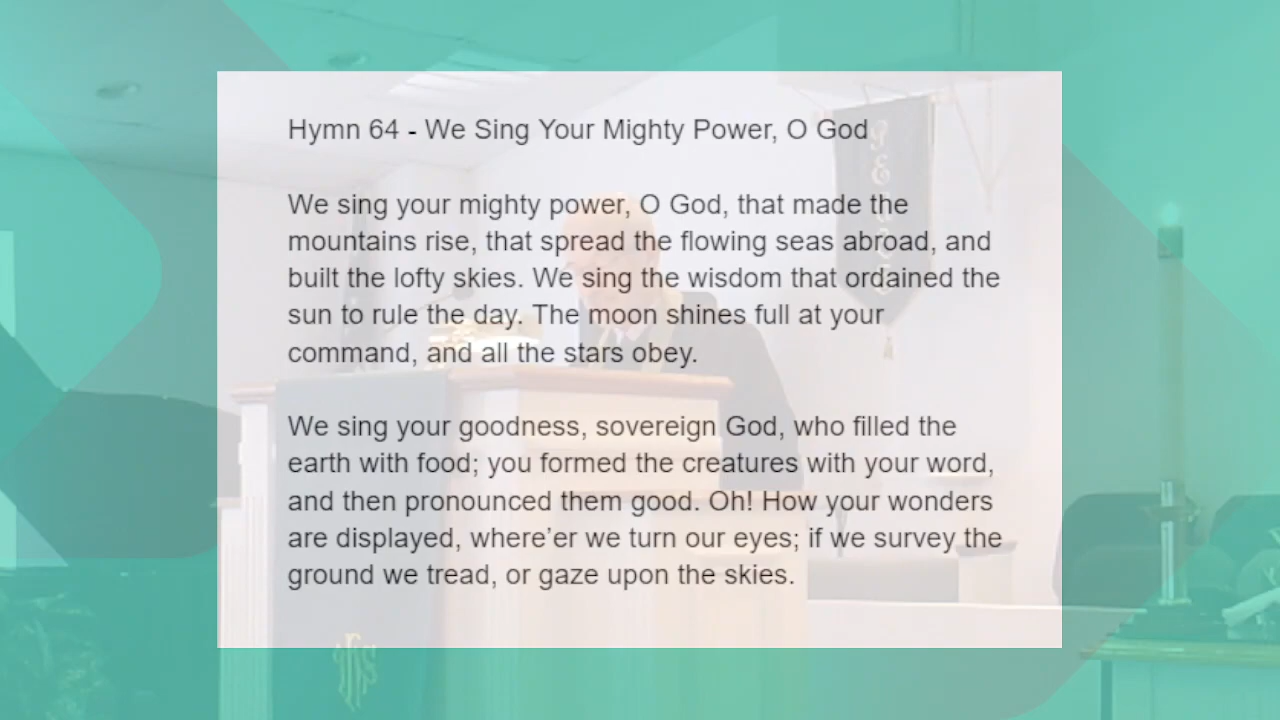 Hymn 64 - We Sing Your Mighty Power, O God
We sing your mighty power, O God, that made the
mountains rise, that spread the flowing seas abroad, and
built the lofty skies. We sing the wisdom that ordained the
sun to rule the day. The moon shines full at your
command, and all the stars obey.
We sing your goodness, sovereign God, who filled the
earth with food; you formed the creatures with your word,
and then pronounced them good. Oh! How your wonders
are displayed, where’er we turn our eyes; if we survey the
ground we tread, or gaze upon the skies.